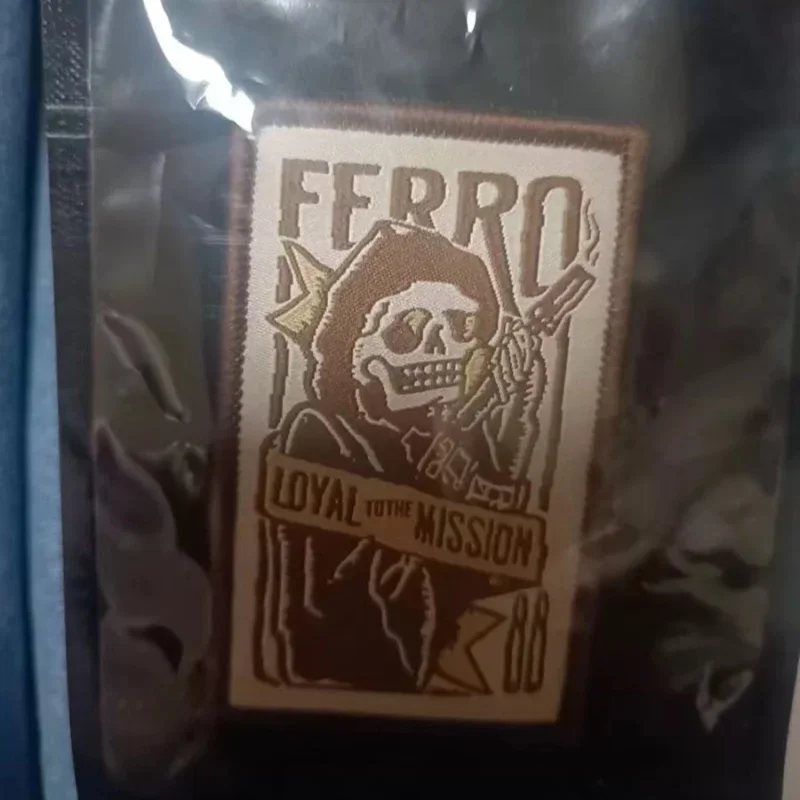 FERRO
LOYAL TO THE MISSION
88